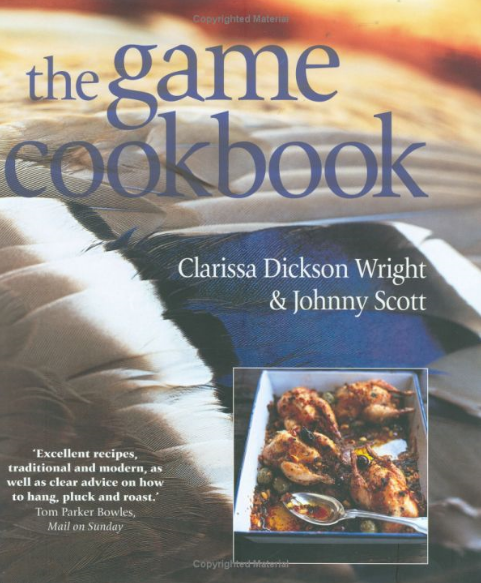 Copyrighted Material
the game
cookbook
Clarissa Dickson Wright
& Johnny Scott
'Excellent recipes,
traditional and modern, as
well as clear advice on how
to hang, pluck and roast.'
Tom Parker Bowles,
Mail on Sunday
Copyrighted Material